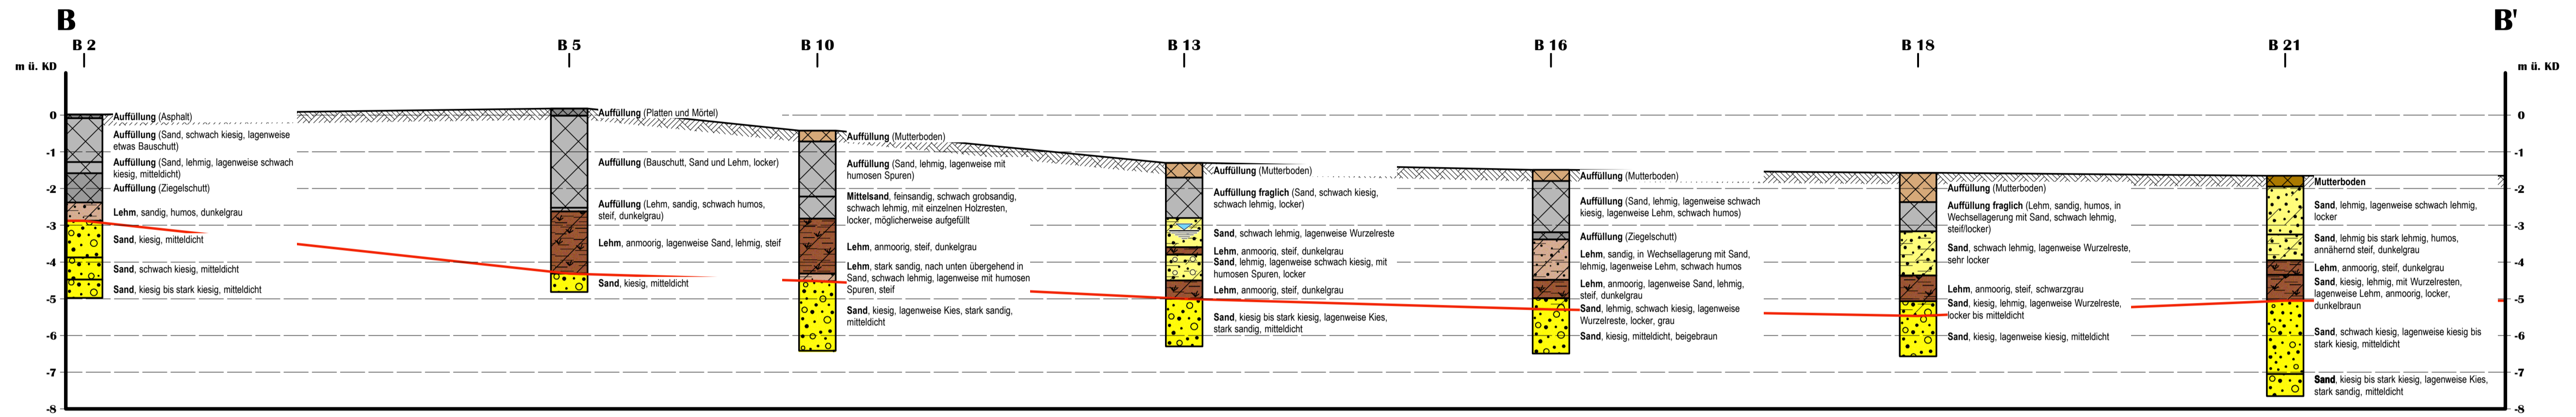 B
B'
B 2
B 5
B 10
B 13
B 16
B 18
B 21
m ü. KD
m ü. KD
0
-1
-2
-3
-4
-5
-6
-7
-8
Auffüllung (Asphalt)
Auffüllung (Sand, schwach kiesig, lagenweise
etwas Bauschutt)
Auffüllung (Sand, lehmig, lagenweise schwach
kiesig, mitteldicht)
Auffüllung (Ziegelschutt)
Lehm, sandig, humos, dunkelgrau
Sand, kiesig, mitteldicht
Sand, schwach kiesig, mitteldicht
Sand, kiesig bis stark kiesig, mitteldicht
Auffüllung (Platten und Mörtel)
Auffüllung (Bauschutt, Sand und Lehm, locker)
Auffüllung (Lehm, sandig, schwach humos,
steif, dunkelgrau)
Lehm, anmoorig, lagenweise Sand, lehmig, steif
Sand, kiesig, mitteldicht
Auffüllung (Mutterboden)
Auffüllung (Sand, lehmig, lagenweise mit
humosen Spuren)
Mittelsand, feinsandig, schwach grobsandig,
schwach lehmig, mit einzelnen Holzresten,
locker, möglicherweise aufgefüllt
Lehm, anmoorig, steif, dunkelgrau
Lehm, stark sandig, nach unten übergehend in
Sand, schwach lehmig, lagenweise mit humosen
Spuren, steif
Sand, kiesig, lagenweise Kies, stark sandig,
mitteldicht
Auffüllung (Mutterboden)
Auffüllung fraglich (Sand, schwach kiesig,
schwach lehmig, locker)
Sand, schwach lehmig, lagenweise Wurzelreste
Lehm, anmoorig, steif, dunkelgrau
Sand, lehmig, lagenweise schwach kiesig, mit
humosen Spuren, locker
Lehm, anmoorig, steif, dunkelgrau
Sand, kiesig bis stark kiesig, lagenweise Kies,
stark sandig, mitteldicht
Auffüllung (Mutterboden)
Auffüllung (Sand, lehmig, lagenweise schwach
kiesig, lagenweise Lehm, schwach humos)
Auffüllung (Ziegelschutt)
Lehm, sandig, in Wechsellagerung mit Sand,
lehmig, lagenweise Lehm, schwach humos
Lehm, anmoorig, lagenweise Sand, lehmig,
steif, dunkelgrau
Sand, lehmig, schwach kiesig, lagenweise
Wurzelreste, locker, grau
Sand, kiesig, mitteldicht, beigebraun
Auffüllung (Mutterboden)
Auffüllung fraglich (Lehm, sandig, humos, in
Wechsellagerung mit Sand, schwach lehmig,
steif/locker)
Sand, schwach lehmig, lagenweise Wurzelreste,
sehr locker
Lehm, anmoorig, steif, schwarzgrau
Sand, kiesig, lehmig, lagenweise Wurzelreste,
locker bis mitteldicht
Sand, kiesig, lagenweise kiesig, mitteldicht
Mutterboden
Sand, lehmig, lagenweise schwach lehmig,
locker
Sand, lehmig bis stark lehmig, humos,
annähernd steif, dunkelgrau
Lehm, anmoorig, steif, dunkelgrau
Sand, kiesig, lehmig, mit Wurzelresten,
lagenweise Lehm, anmoorig, locker,
dunkelbraun
Sand, schwach kiesig, lagenweise kiesig bis
stark kiesig, mitteldicht
Sand, kiesig bis stark kiesig, lagenweise Kies,
stark sandig, mitteldicht
0
-1
-2
-3
-4
-5
-6
-7
-8